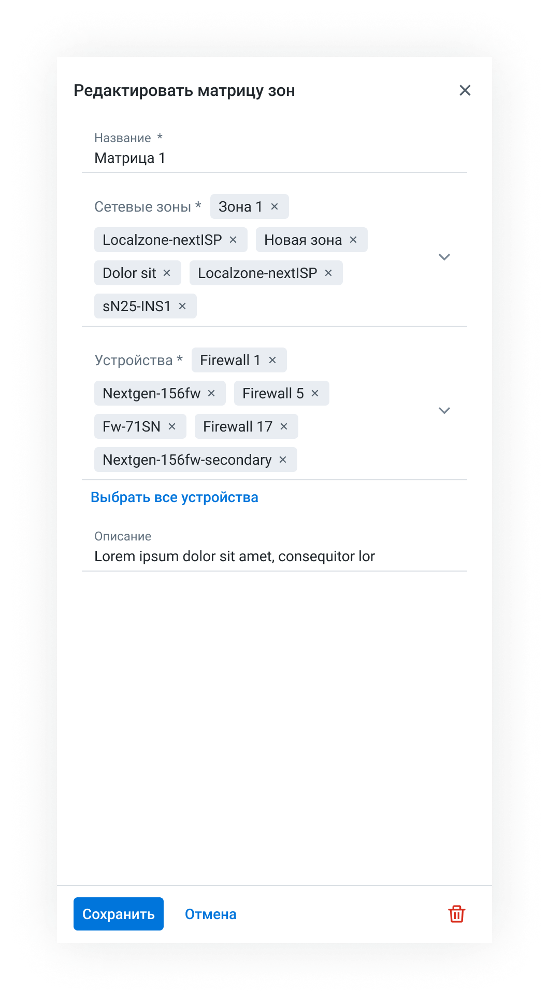 Редактировать матрицу зон
Название *
Матрица 1
Сетевые зоны * Зона 1
Localzone-nextISP Новая зона
Dolor sit Localzone-nextISP
sN25-INS1
Устройства * Firewall 1
Nextgen-156fw Firewall 5
Fw-71SN Firewall 17
Nextgen-156fw-secondary
Выбрать все устройства
Описание
Lorem ipsum dolor sit amet, consequitor lor
Сохранить Отмена